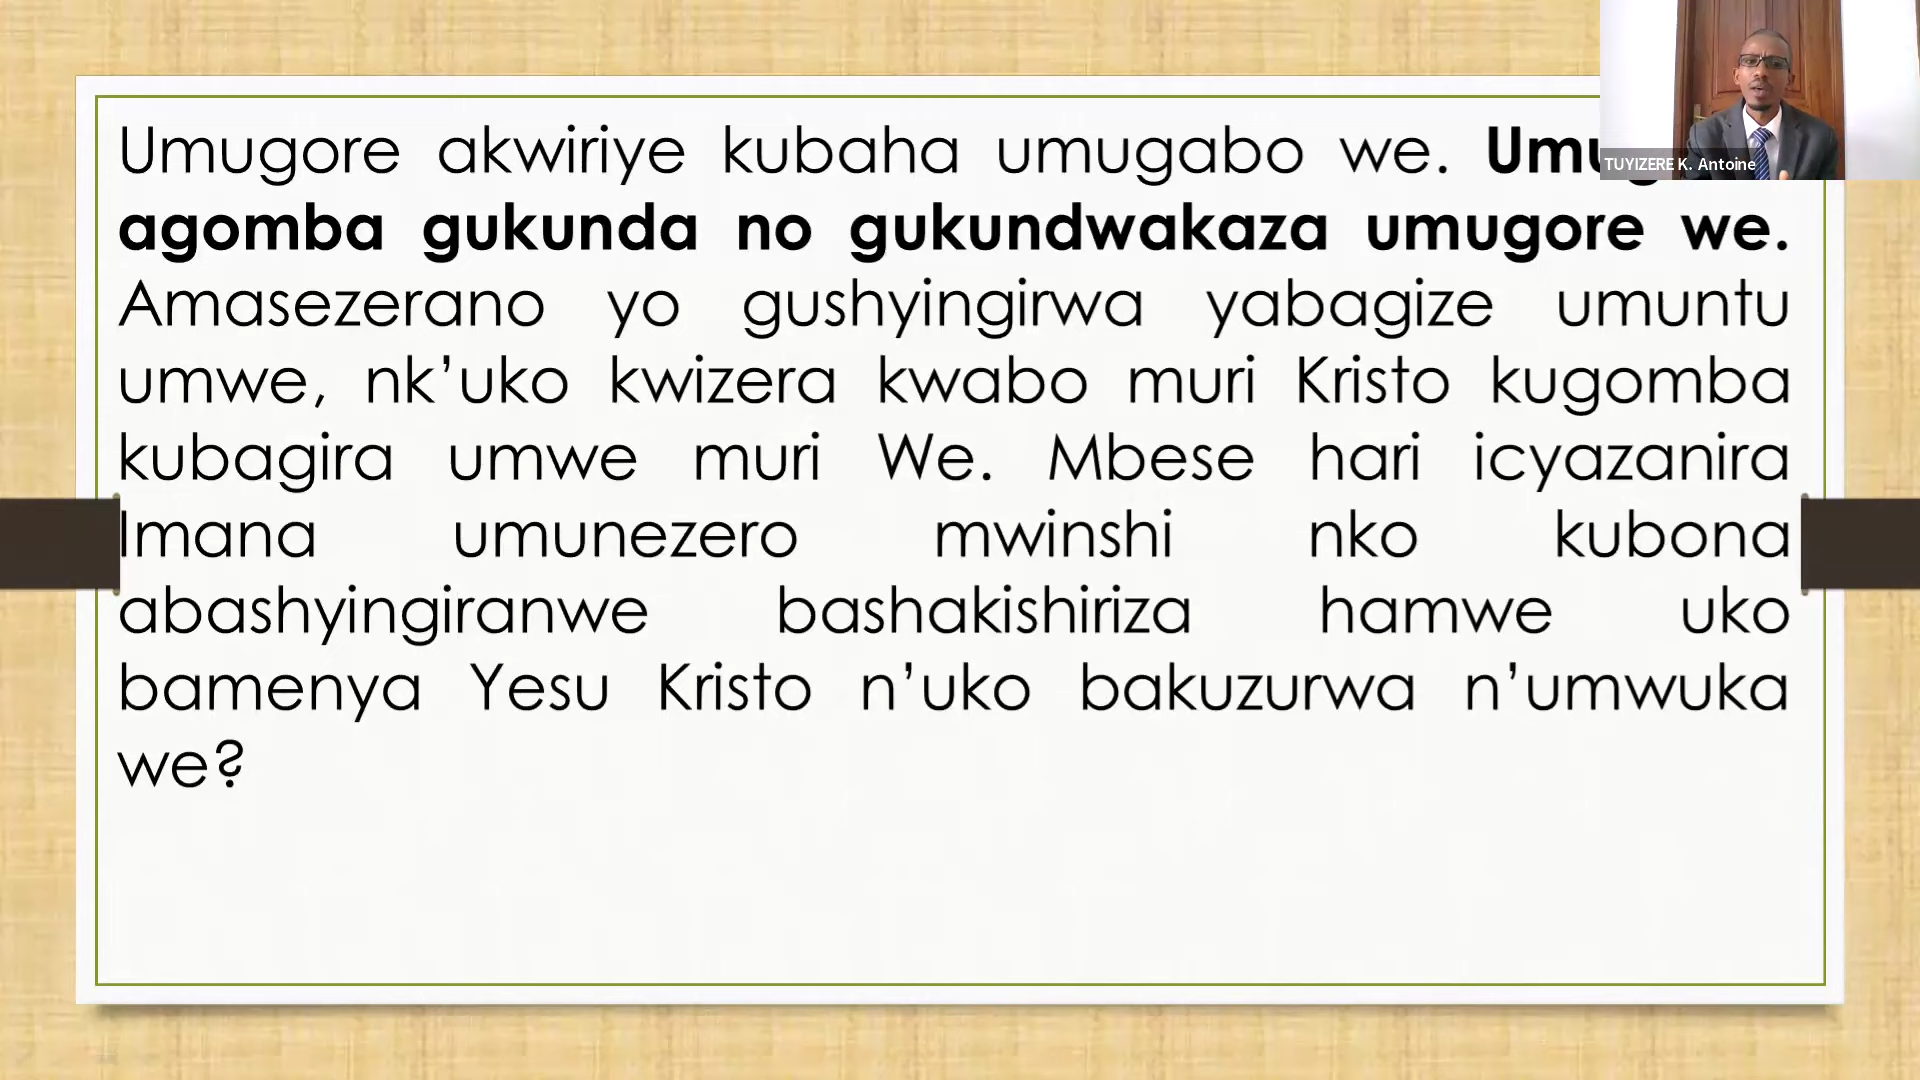 Umugore akwiriye kubaha umugabo we.
agomba gukunda no gukundwakaza umugore we.
Amasezerano yo gushyingirwa yabagize umuntu
umwe, nk’uko kwizera kwabo muri Kristo kugomba
kubagira umwe muri We. Mbese hari icyazanira
Imana umunezero mwinshi nko kubona
abashyingiranwe bashakishiriza hamwe uko
bamenya Yesu Kristo n’uko bakuzurwa n’umwuka
we?
TUYIZERE K. Antoine